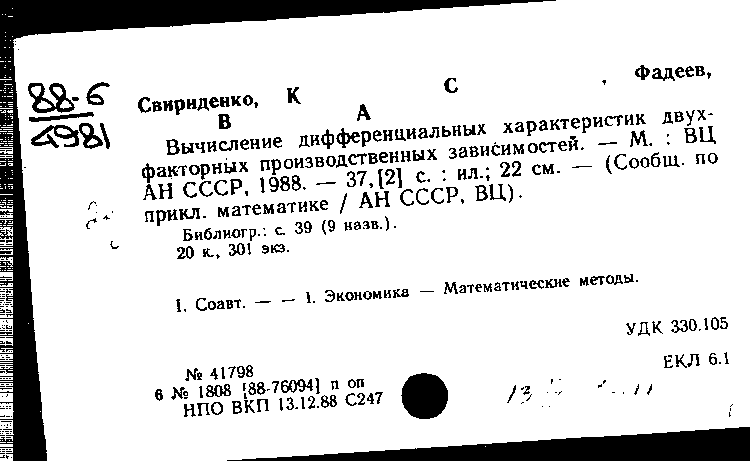 88-6
4981
Свириденко, К С , Фадеев,
В А
Вычисление дифференциальных характеристик двух-
факторных производственных зависимостей. — М. : ВЦ
АН СССР, 1988. — 37,[2] с. : ил.; 22 см. — (Сообщ. по
прикл. математике / АН СССР, ВЦ).
Библиогр.: с. 39 (9 назв.).
20 к., 301 экз.
I. Соавт. — — 1. Экономика — Математические методы.
УДК 330.105
№ 41798
ЕКЛ 6.1
6 № 1808 [88-76094] п оп
НПО ВКП 13.12.88 С247
13